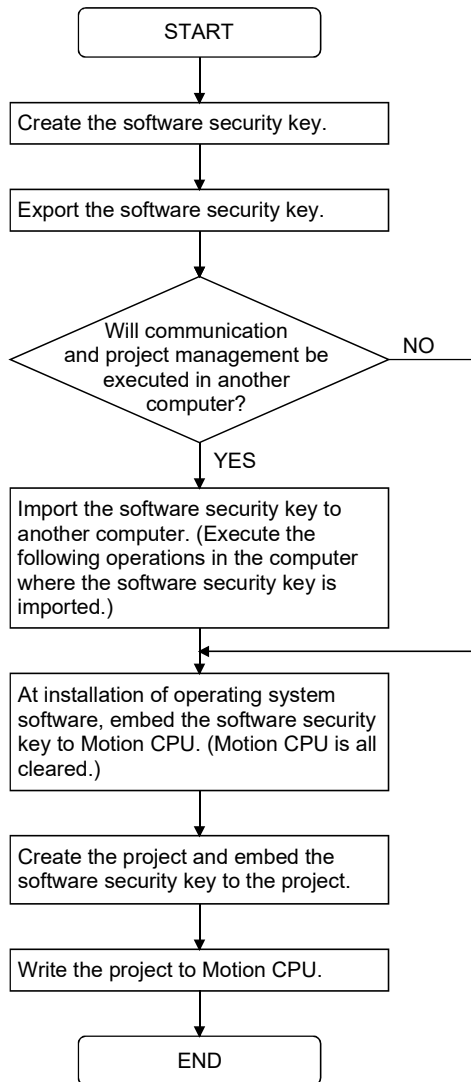 START
Create the software security key.
Export the software security key.
Will communication
and project management be
executed in another
computer?
NO
YES
Import the software security key to
another computer. (Execute the
following operations in the computer
where the software security key is
imported.)
At installation of operating system
software, embed the software security
key to Motion CPU. (Motion CPU is all
cleared.)
Create the project and embed the
software security key to the project.
Write the project to Motion CPU.
END